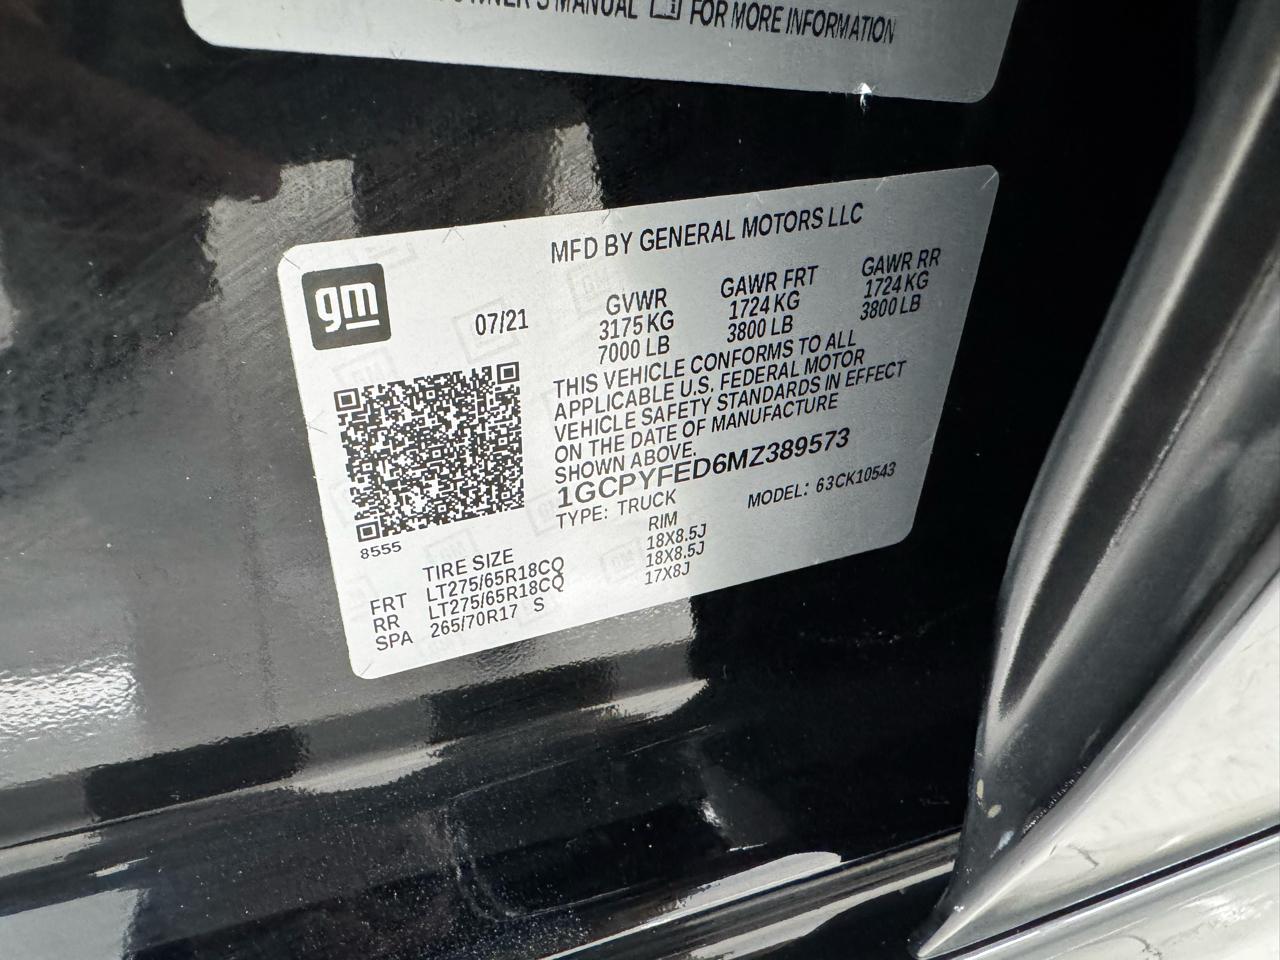 OWNER'S MANUAL i FOR MORE INFORMATION
MFD BY GENERAL MOTORS LLC
gm
07/21
GVWR GAWR FRT GAWR RR
3175 KG 1724 KG 1724 KG
7000 LB 3800 LB 3800 LB
THIS VEHICLE CONFORMS TO ALL
APPLICABLE U.S. FEDERAL MOTOR
VEHICLE SAFETY STANDARDS IN EFFECT
ON THE DATE OF MANUFACTURE
SHOWN ABOVE.
1GCPYFED6MZ389573
TYPE: TRUCK MODEL: 63CK10543
8555
TIRE SIZE RIM
FRT LT275/65R18CQ 18X8.5J
RR LT275/65R18CQ 18X8.5J
SPA 265/70R17 S 17X8J